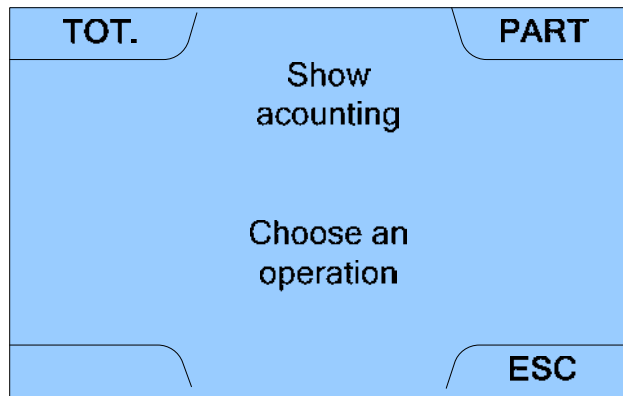 TOT.
PART
Show
acounting
Choose an
operation
ESC